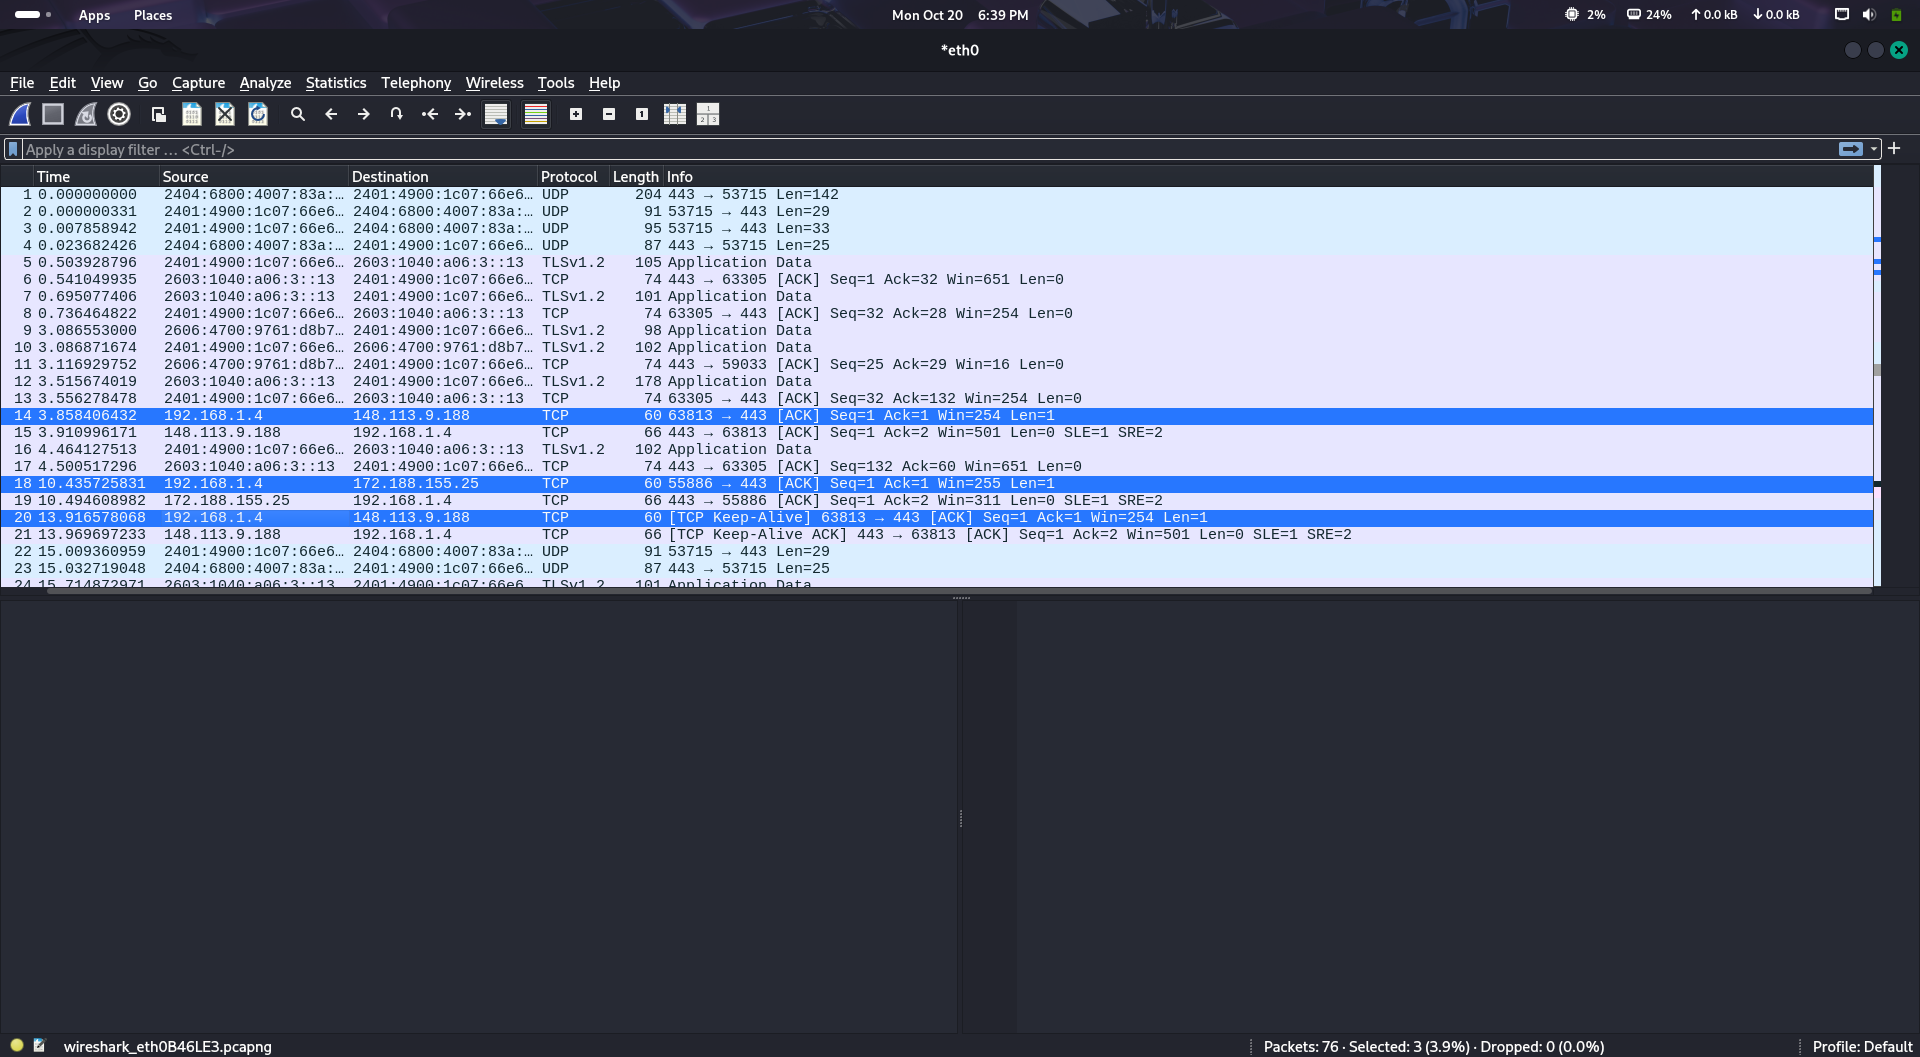 Apps Places Mon Oct 20 6:39 PM 2% 24% ↑ 0.0 kB ↓ 0.0 kB
*eth0
File Edit View Go Capture Analyze Statistics Telephony Wireless Tools Help
Apply a display filter … <Ctrl-/>
Time Source Destination Protocol Length Info
1 0.000000000 2404:6800:4007:83a:… 2401:4900:1c07:66e6… UDP 204 443 → 53715 Len=142
2 0.000000331 2401:4900:1c07:66e6… 2404:6800:4007:83a:… UDP 91 53715 → 443 Len=29
3 0.007858942 2401:4900:1c07:66e6… 2404:6800:4007:83a:… UDP 95 53715 → 443 Len=33
4 0.023682426 2404:6800:4007:83a:… 2401:4900:1c07:66e6… UDP 87 443 → 53715 Len=25
5 0.503928796 2401:4900:1c07:66e6… 2603:1040:a06:3::13 TLSv1.2 105 Application Data
6 0.541049935 2603:1040:a06:3::13 2401:4900:1c07:66e6… TCP 74 443 → 63305 [ACK] Seq=1 Ack=32 Win=651 Len=0
7 0.695077406 2603:1040:a06:3::13 2401:4900:1c07:66e6… TLSv1.2 101 Application Data
8 0.736464822 2401:4900:1c07:66e6… 2603:1040:a06:3::13 TCP 74 63305 → 443 [ACK] Seq=32 Ack=28 Win=254 Len=0
9 3.086553000 2606:4700:9761:d8b7… 2401:4900:1c07:66e6… TLSv1.2 98 Application Data
10 3.086871674 2401:4900:1c07:66e6… 2606:4700:9761:d8b7… TLSv1.2 102 Application Data
11 3.116929752 2606:4700:9761:d8b7… 2401:4900:1c07:66e6… TCP 74 443 → 59033 [ACK] Seq=25 Ack=29 Win=16 Len=0
12 3.515674019 2603:1040:a06:3::13 2401:4900:1c07:66e6… TLSv1.2 178 Application Data
13 3.556278478 2401:4900:1c07:66e6… 2603:1040:a06:3::13 TCP 74 63305 → 443 [ACK] Seq=32 Ack=132 Win=254 Len=0
14 3.858406432 192.168.1.4 148.113.9.188 TCP 60 63813 → 443 [ACK] Seq=1 Ack=1 Win=254 Len=1
15 3.910996171 148.113.9.188 192.168.1.4 TCP 66 443 → 63813 [ACK] Seq=1 Ack=2 Win=501 Len=0 SLE=1 SRE=2
16 4.464127513 2401:4900:1c07:66e6… 2603:1040:a06:3::13 TLSv1.2 102 Application Data
17 4.500517296 2603:1040:a06:3::13 2401:4900:1c07:66e6… TCP 74 443 → 63305 [ACK] Seq=132 Ack=60 Win=651 Len=0
18 10.435725831 192.168.1.4 172.188.155.25 TCP 60 55886 → 443 [ACK] Seq=1 Ack=1 Win=255 Len=1
19 10.494608982 172.188.155.25 192.168.1.4 TCP 66 443 → 55886 [ACK] Seq=1 Ack=2 Win=311 Len=0 SLE=1 SRE=2
20 13.916578068 192.168.1.4 148.113.9.188 TCP 60 [TCP Keep-Alive] 63813 → 443 [ACK] Seq=1 Ack=1 Win=254 Len=1
21 13.969697233 148.113.9.188 192.168.1.4 TCP 66 [TCP Keep-Alive ACK] 443 → 63813 [ACK] Seq=1 Ack=2 Win=501 Len=0 SLE=1 SRE=2
22 15.009360959 2401:4900:1c07:66e6… 2404:6800:4007:83a:… UDP 91 53715 → 443 Len=29
23 15.032719048 2404:6800:4007:83a:… 2401:4900:1c07:66e6… UDP 87 443 → 53715 Len=25
24 15.714872971 2603:1040:a06:3::13 2401:4900:1c07:66e6… TLSv1.2 101 Application Data
wireshark_eth0B46LE3.pcapng Packets: 76 · Selected: 3 (3.9%) · Dropped: 0 (0.0%) Profile: Default